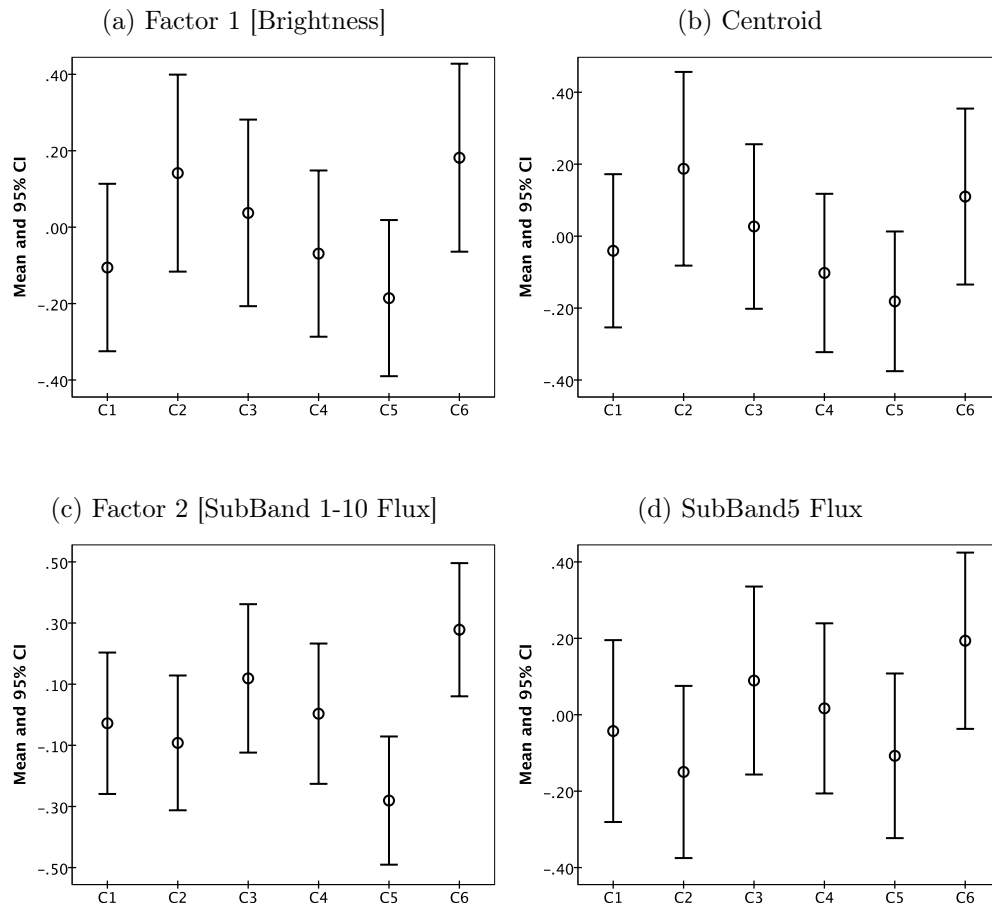 (a) Factor 1 [Brightness]
Mean and 95% CI
.40
.20
.00
–.20
–.40
C1 C2 C3 C4 C5 C6
(b) Centroid
Mean and 95% CI
.40
.20
.00
–.20
–.40
C1 C2 C3 C4 C5 C6
(c) Factor 2 [SubBand 1-10 Flux]
Mean and 95% CI
.50
.30
.10
–.10
–.30
–.50
C1 C2 C3 C4 C5 C6
(d) SubBand5 Flux
Mean and 95% CI
.40
.20
.00
–.20
–.40
C1 C2 C3 C4 C5 C6